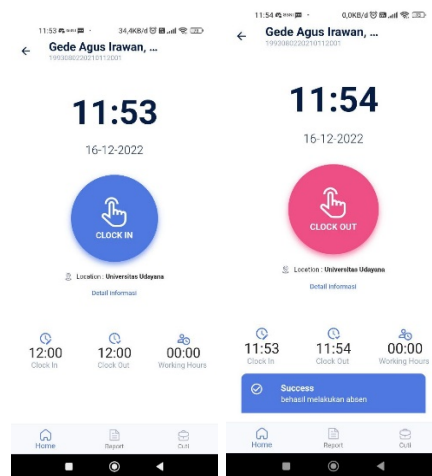 11:53
34,4KB/d
Gede Agus Irawan, ...
1993080220210112001
11:53
16-12-2022
CLOCK IN
Location : Universitas Udayana
Detail Informasi
12:00
Clock In
12:00
Clock Out
00:00
Working Hours
Home
Report
Cuti
11:54
0,0KB/d
Gede Agus Irawan, ...
1993080220210112001
11:54
16-12-2022
CLOCK OUT
Location : Universitas Udayana
Detail Informasi
11:53
Clock In
11:54
Clock Out
00:00
Working Hours
Success
behasil melakukan absen
Home
Report
Cuti